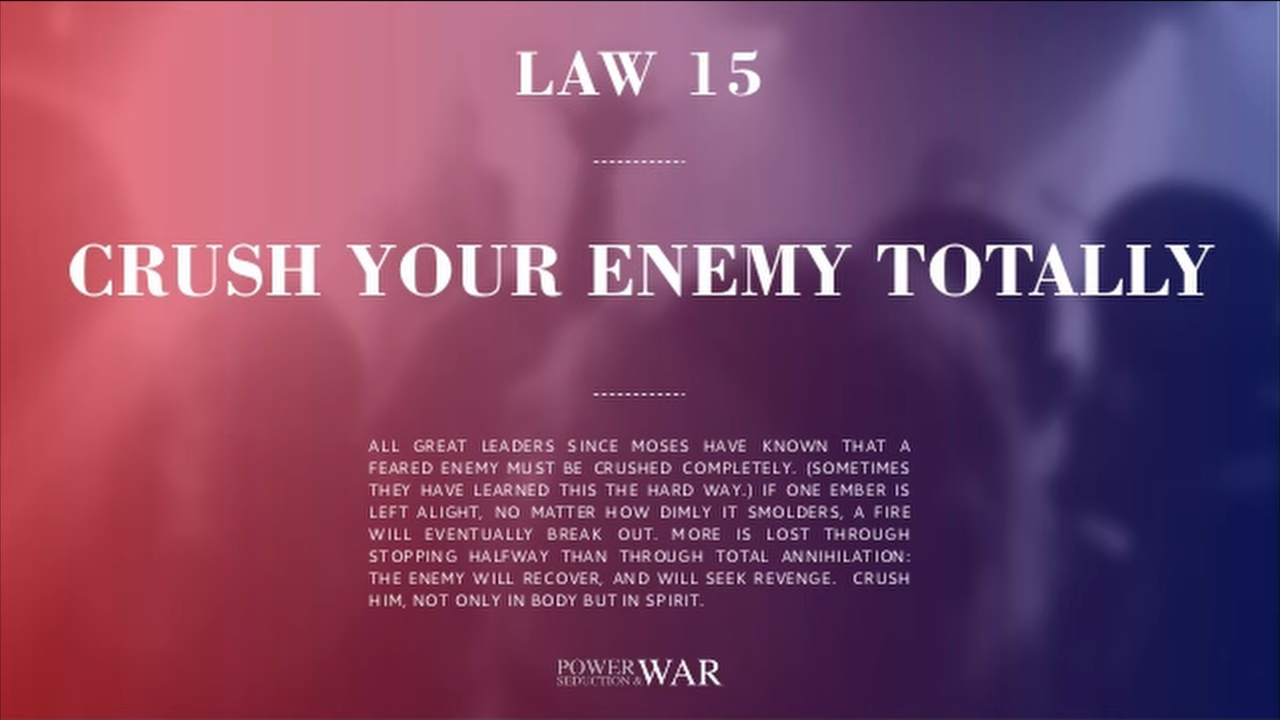 LAW 15
CRUSH YOUR ENEMY TOTALLY
ALL GREAT LEADERS SINCE MOSES HAVE KNOWN THAT A
FEARED ENEMY MUST BE CRUSHED COMPLETELY. (SOMETIMES
THEY HAVE LEARNED THIS THE HARD WAY.) IF ONE EMBER IS
LEFT ALIGHT, NO MATTER HOW DIMLY IT SMOLDERS, A FIRE
WILL EVENTUALLY BREAK OUT. MORE IS LOST THROUGH
STOPPING HALFWAY THAN THROUGH TOTAL ANNIHILATION:
THE ENEMY WILL RECOVER, AND WILL SEEK REVENGE. CRUSH
HIM, NOT ONLY IN BODY BUT IN SPIRIT.
POWER
SEDUCTION & WAR